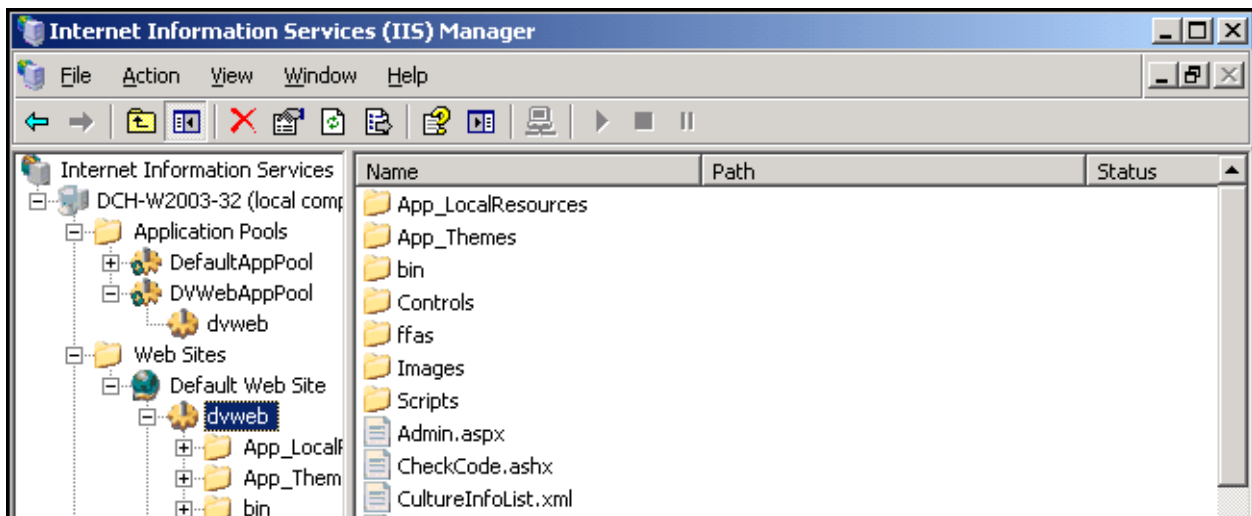 Internet Information Services (IIS) Manager
File Action View Window Help
Internet Information Services
DCH-W2003-32 (local comp
Application Pools
DefaultAppPool
DVWebAppPool
dvweb
Web Sites
Default Web Site
dvweb
App_LocalR
App_Them
bin
Name Path Status
App_LocalResources
App_Themes
bin
Controls
ffas
Images
Scripts
Admin.aspx
CheckCode.ashx
CultureInfoList.xml